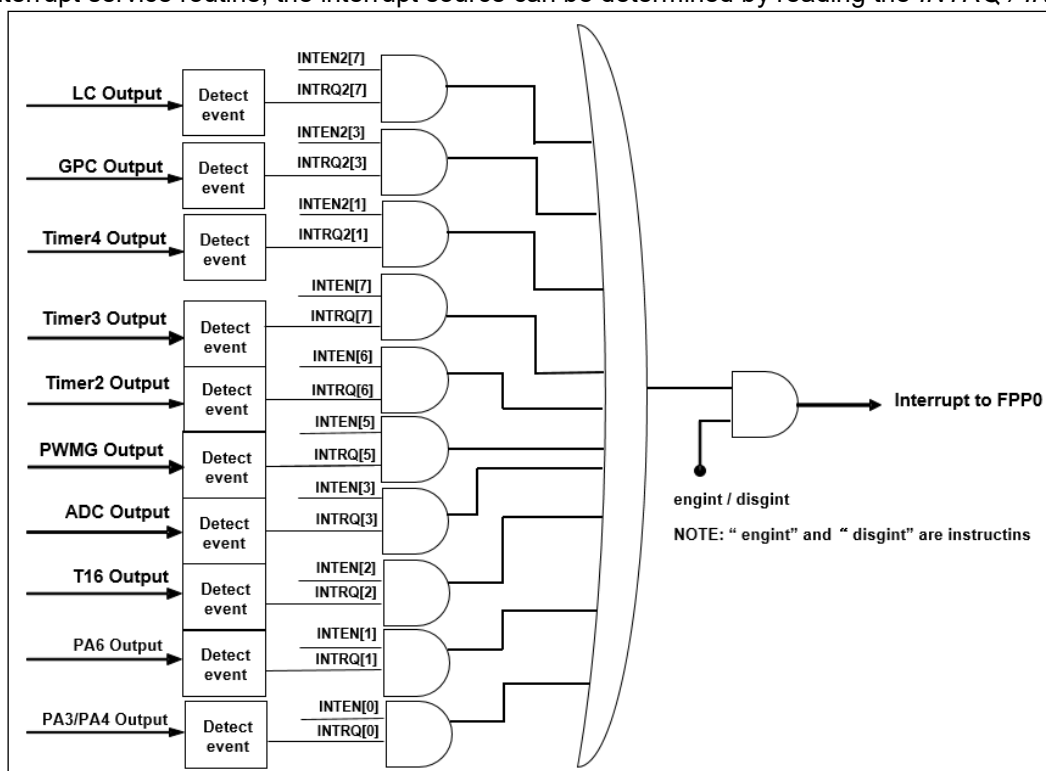 terrupt service routine, the interrupt source can be determined by reading the INTRQ / IN
INTEN2[7]
LC Output
Detect
event
INTRQ2[7]
INTEN2[3]
GPC Output
Detect
event
INTRQ2[3]
INTEN2[1]
Timer4 Output
Detect
event
INTRQ2[1]
INTEN[7]
Timer3 Output
Detect
event
INTRQ[7]
INTEN[6]
Timer2 Output
Detect
event
INTRQ[6]
Interrupt to FPP0
INTEN[5]
PWMG Output
Detect
event
INTRQ[5]
INTEN[3]
ADC Output
Detect
event
INTRQ[3]
engint / disgint
NOTE: “ engint” and “ disgint” are instructins
INTEN[2]
T16 Output
Detect
event
INTRQ[2]
INTEN[1]
PA6 Output
Detect
event
INTRQ[1]
INTEN[0]
PA3/PA4 Output
Detect
event
INTRQ[0]